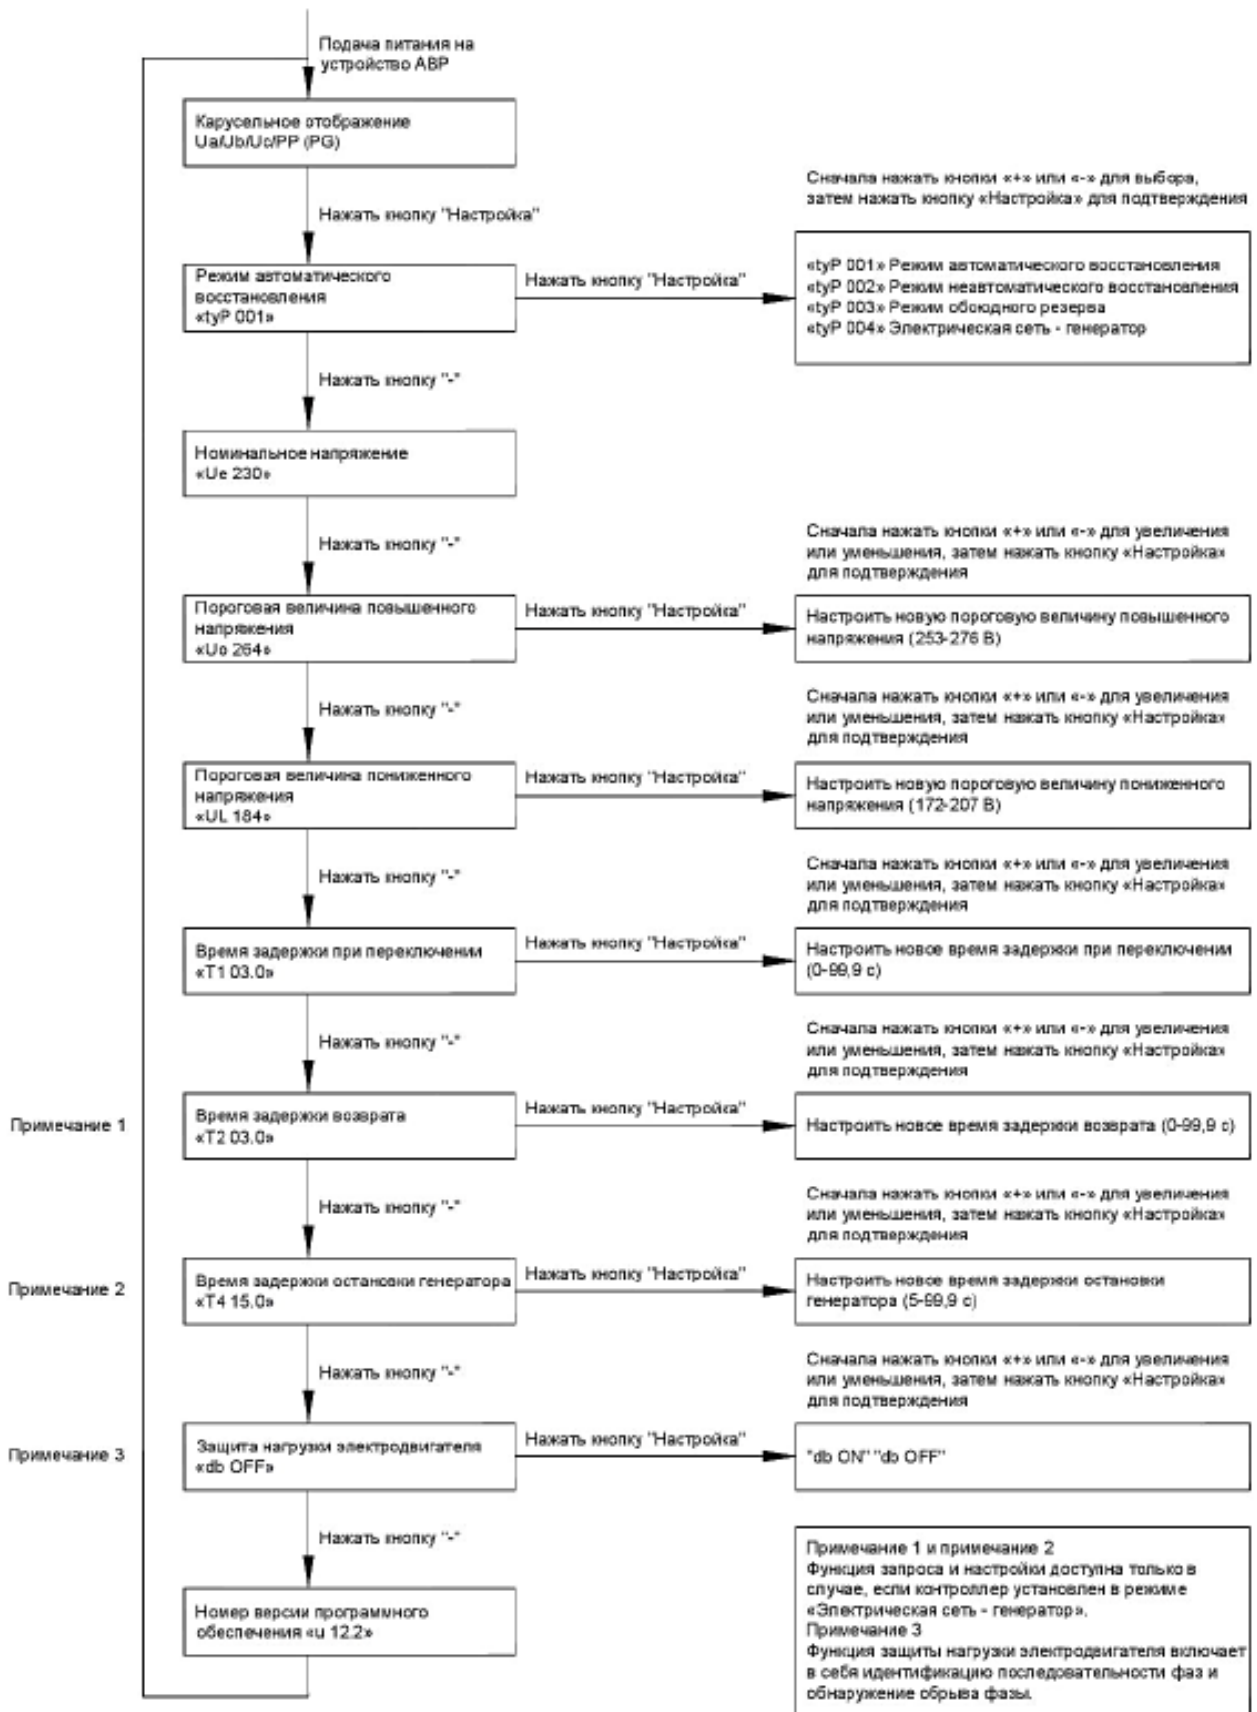 Подача питания на
устройство АВР
Карусельное отображение
Ua/Ub/Uc/PP (PG)
Сначала нажать кнопки «+» или «-» для выбора,
затем нажать кнопку «Настройка» для подтверждения
Нажать кнопку "Настройка"
Режим автоматического
восстановления
«tyP 001»
Нажать кнопку "Настройка"
«tyP 001» Режим автоматического восстановления
«tyP 002» Режим неавтоматического восстановления
«tyP 003» Режим обоюдного резерва
«tyP 004» Электрическая сеть - генератор
Нажать кнопку "-"
Номинальное напряжение
«Ue 230»
Нажать кнопку "-"
Сначала нажать кнопки «+» или «-» для увеличения
или уменьшения, затем нажать кнопку «Настройка»
для подтверждения
Пороговая величина повышенного
напряжения
«Uo 264»
Нажать кнопку "Настройка"
Настроить новую пороговую величину повышенного
напряжения (253-276 В)
Нажать кнопку "-"
Сначала нажать кнопки «+» или «-» для увеличения
или уменьшения, затем нажать кнопку «Настройка»
для подтверждения
Пороговая величина пониженного
напряжения
«UL 184»
Нажать кнопку "Настройка"
Настроить новую пороговую величину пониженного
напряжения (172-207 В)
Нажать кнопку "-"
Сначала нажать кнопки «+» или «-» для увеличения
или уменьшения, затем нажать кнопку «Настройка»
для подтверждения
Время задержки при переключении
«T1 03.0»
Нажать кнопку "Настройка"
Настроить новое время задержки при переключении
(0-99,9 с)
Нажать кнопку "-"
Сначала нажать кнопки «+» или «-» для увеличения
или уменьшения, затем нажать кнопку «Настройка»
для подтверждения
Примечание 1
Время задержки возврата
«T2 03.0»
Нажать кнопку "Настройка"
Настроить новое время задержки возврата (0-99,9 с)
Нажать кнопку "-"
Сначала нажать кнопки «+» или «-» для увеличения
или уменьшения, затем нажать кнопку «Настройка»
для подтверждения
Примечание 2
Время задержки остановки генератора
«T4 15.0»
Нажать кнопку "Настройка"
Настроить новое время задержки остановки
генератора (5-99,9 с)
Нажать кнопку "-"
Сначала нажать кнопки «+» или «-» для увеличения
или уменьшения, затем нажать кнопку «Настройка»
для подтверждения
Примечание 3
Защита нагрузки электродвигателя
«db OFF»
Нажать кнопку "Настройка"
"db ON" "db OFF"
Нажать кнопку "-"
Номер версии программного
обеспечения «u 12.2»
Примечание 1 и примечание 2
Функция запроса и настройки доступна только в
случае, если контроллер установлен в режиме
«Электрическая сеть - генератор».
Примечание 3
Функция защиты нагрузки электродвигателя включает
в себя идентификацию последовательности фаз и
обнаружение обрыва фазы.